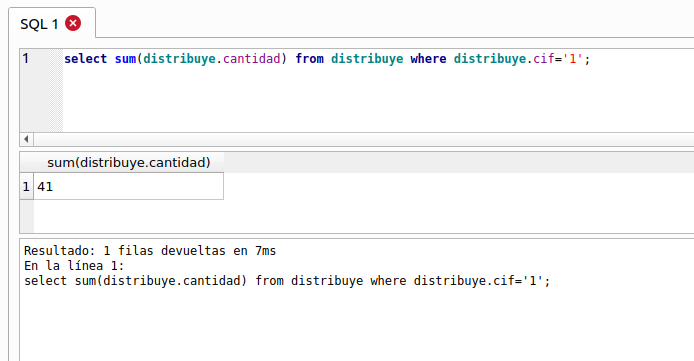 SQL 1
1 select sum(distribuye.cantidad) from distribuye where distribuye.cif='1';
sum(distribuye.cantidad)
1 41
Resultado: 1 filas devueltas en 7ms
En la línea 1:
select sum(distribuye.cantidad) from distribuye where distribuye.cif='1';